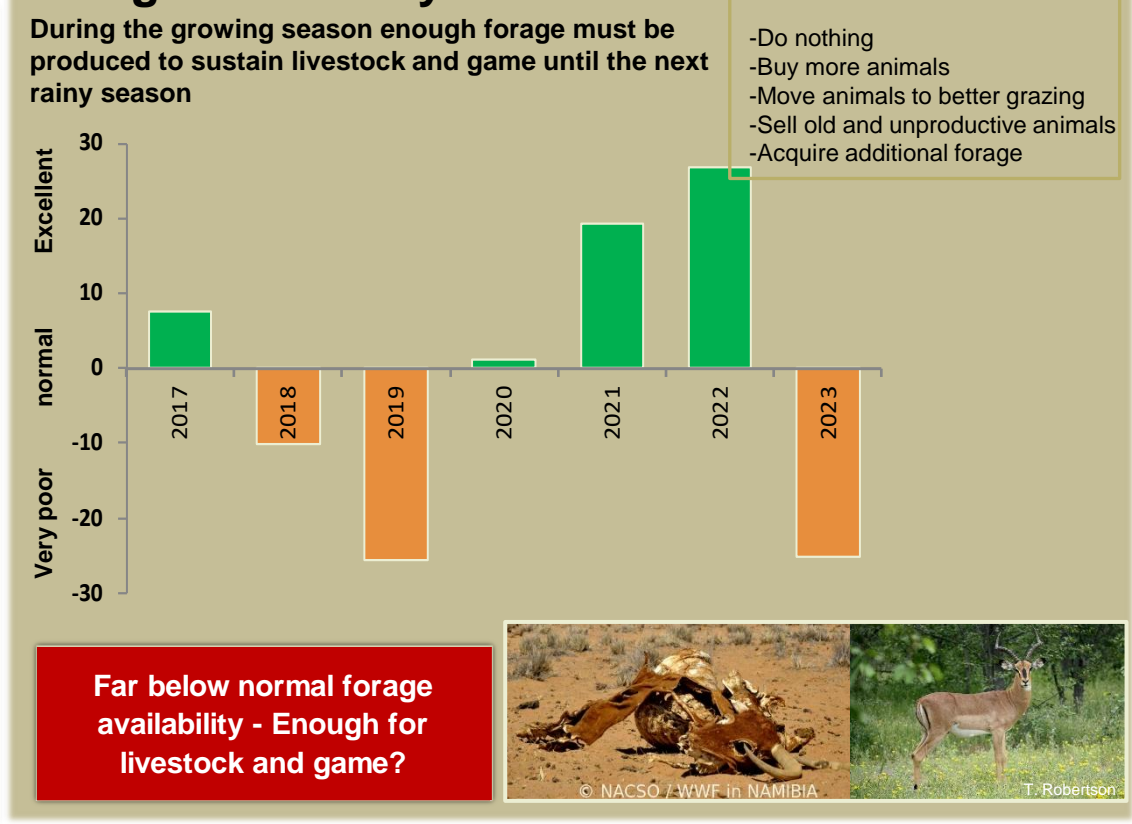 During the growing season enough forage must be
produced to sustain livestock and game until the next
rainy season
-Do nothing
-Buy more animals
-Move animals to better grazing
-Sell old and unproductive animals
-Acquire additional forage
Excellent
normal
Very poor
30
20
10
0
-10
-20
-30
2017
2018
2019
2020
2021
2022
2023
Far below normal forage
availability - Enough for
livestock and game?
© NACSO / WWF in NAMIBIA
T. Robertson